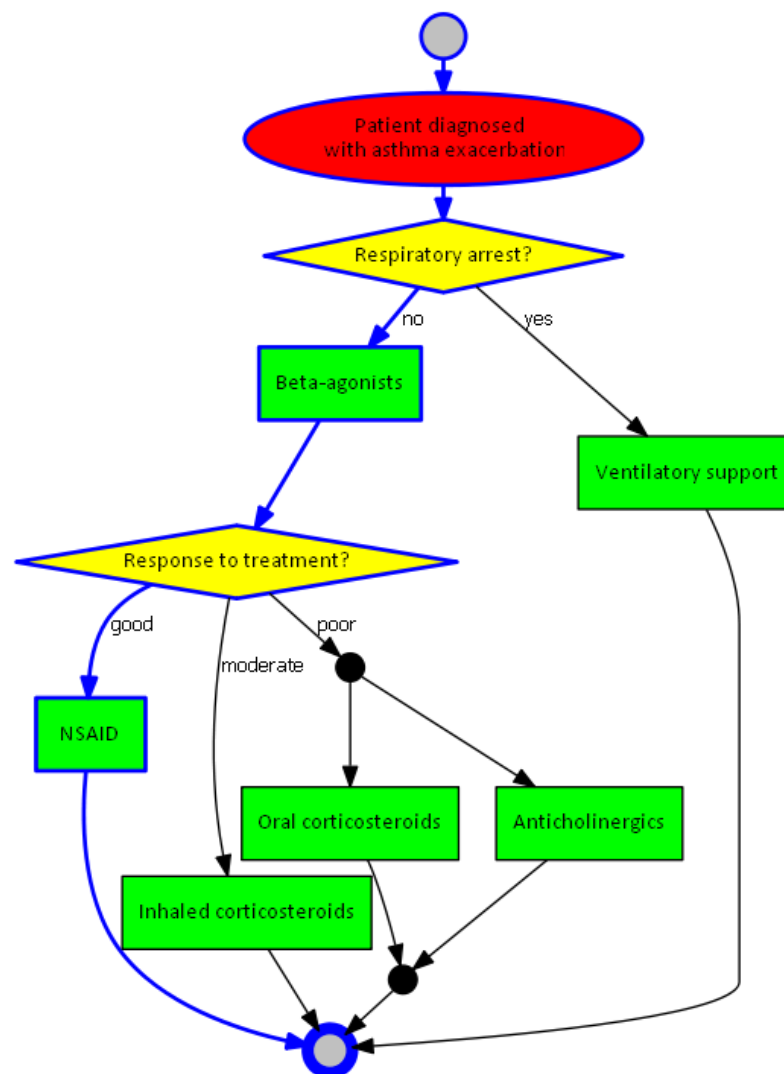 Patient diagnosed
with asthma exacerbation
Respiratory arrest?
no
yes
Beta-agonists
Ventilatory support
Response to treatment?
good
moderate
poor
NSAID
Oral corticosteroids
Anticholinergics
Inhaled corticosteroids